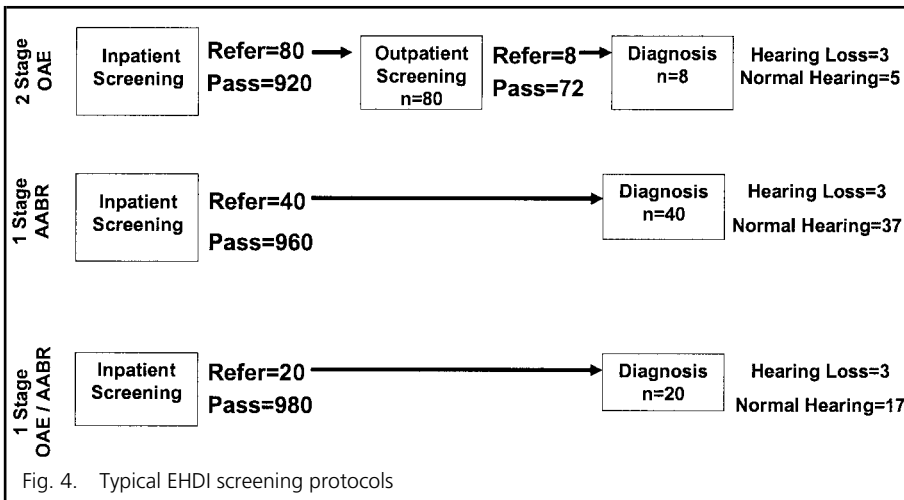 2 Stage
OAE
Inpatient
Screening
Refer=80
Pass=920
Outpatient
Screening
n=80
Refer=8
Pass=72
Diagnosis
n=8
Hearing Loss=3
Normal Hearing=5
1 Stage
AABR
Inpatient
Screening
Refer=40
Pass=960
Diagnosis
n=40
Hearing Loss=3
Normal Hearing=37
1 Stage
OAE / AABR
Inpatient
Screening
Refer=20
Pass=980
Diagnosis
n=20
Hearing Loss=3
Normal Hearing=17
Fig. 4. Typical EHDI screening protocols